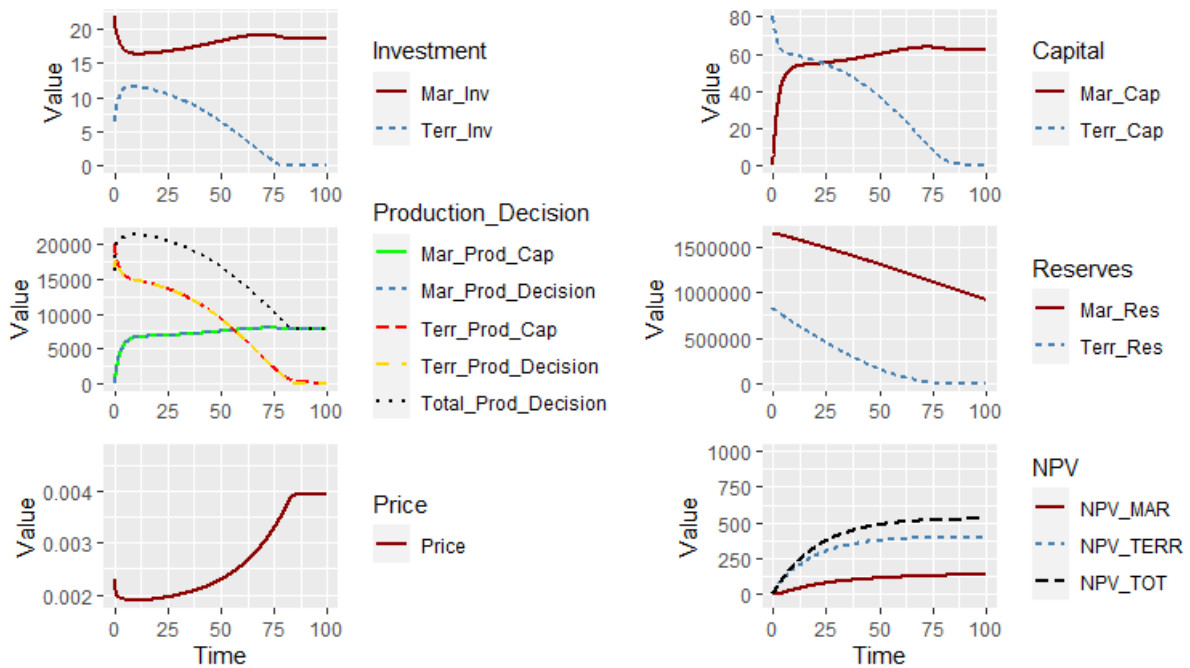 Value
20
15
10
5
0
0 25 50 75 100
Investment
Mar_Inv
Terr_Inv
Value
80
60
40
20
0
0 25 50 75 100
Capital
Mar_Cap
Terr_Cap
Value
20000
15000
10000
5000
0
0 25 50 75 100
Production_Decision
Mar_Prod_Cap
Mar_Prod_Decision
Terr_Prod_Cap
Terr_Prod_Decision
Total_Prod_Decision
Value
1500000
1000000
500000
0
0 25 50 75 100
Reserves
Mar_Res
Terr_Res
Value
0.004
0.003
0.002
0 25 50 75 100
Time
Price
Price
Value
1000
750
500
250
0
0 25 50 75 100
Time
NPV
NPV_MAR
NPV_TERR
NPV_TOT